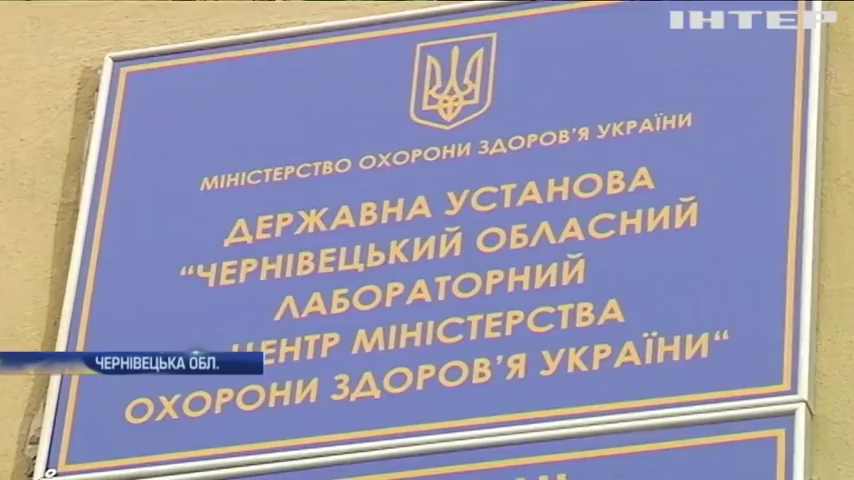 ІНТЕР
МІНІСТЕРСТВО ОХОРОНИ ЗДОРОВ'Я УКРАЇНИ
ДЕРЖАВНА УСТАНОВА
"ЧЕРНІВЕЦЬКИЙ ОБЛАСНИЙ
ЛАБОРАТОРНИЙ
ЦЕНТР МІНІСТЕРСТВА
ЧЕРНІВЕЦЬКА ОБЛ.
ОХОРОНИ ЗДОРОВ'Я УКРАЇНИ"